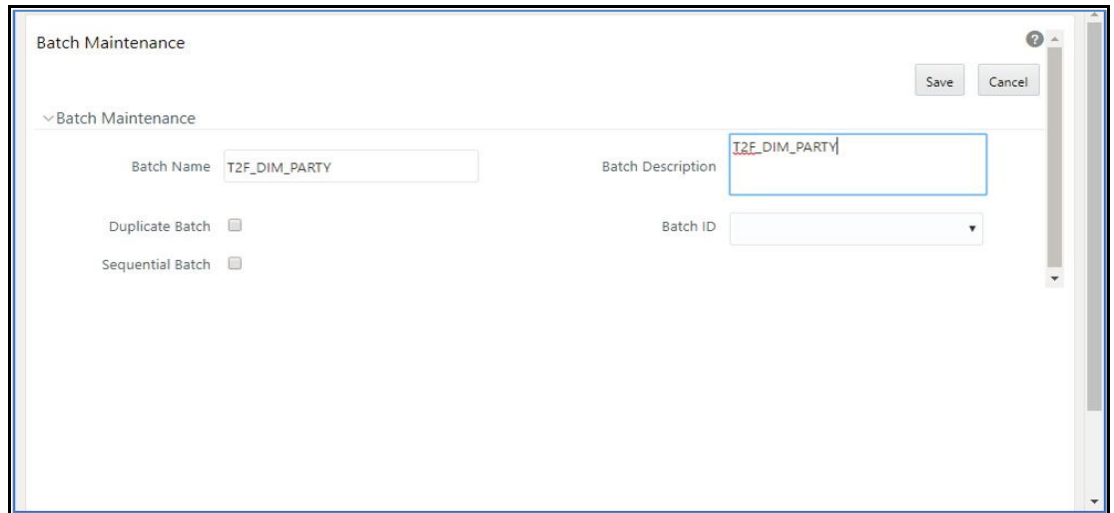 Batch Maintenance
Save Cancel
Batch Maintenance
Batch Name T2F_DIM_PARTY Batch Description T2F_DIM_PARTY
Duplicate Batch Batch ID
Sequential Batch